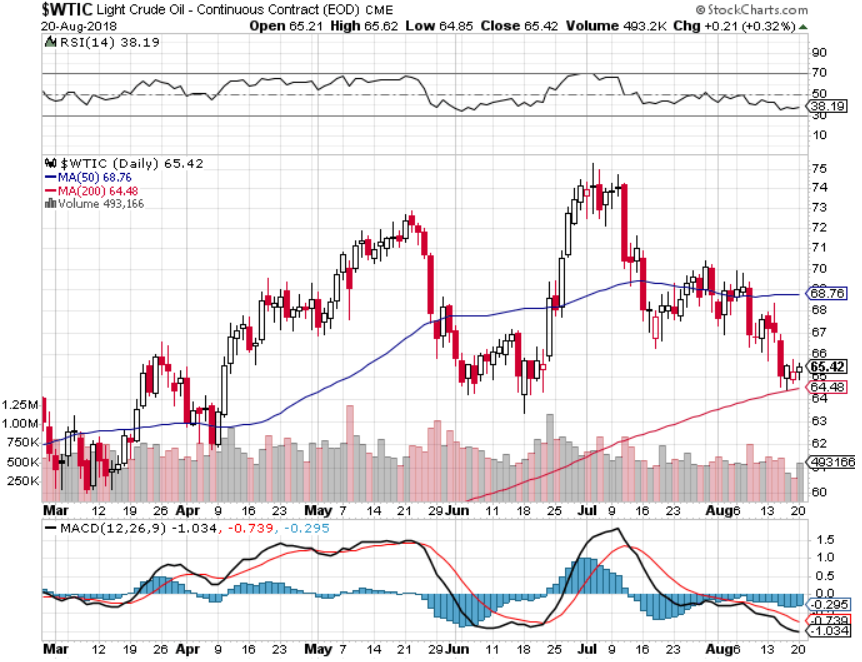 $WTIC Light Crude Oil - Continuous Contract (EOD) CME © StockCharts.com
20-Aug-2018 Open 65.21 High 65.62 Low 64.85 Close 65.42 Volume 493.2K Chg +0.21 (+0.32%)
RSI(14) 38.19
90
70
50
38.19
30
10
$WTIC (Daily) 65.42
MA(50) 68.76
MA(200) 64.48
Volume 493,166
75
74
73
72
71
70
68.76
68
67
66
65.42
65
64.48
64
63
62
493166
60
1.25M
1.00M
750K
500K
250K
Mar 12 19 26 Apr 9 16 23 May 7 14 21 Jun 11 18 25 Jul 9 16 23 Aug 6 13 20
MACD(12,26,9) -1.034, -0.739, -0.295
1.5
1.0
0.5
0.0
-0.295
-0.739
-1.034
Mar 12 19 26 Apr 9 16 23 May 7 14 21 Jun 11 18 25 Jul 9 16 23 Aug 6 13 20